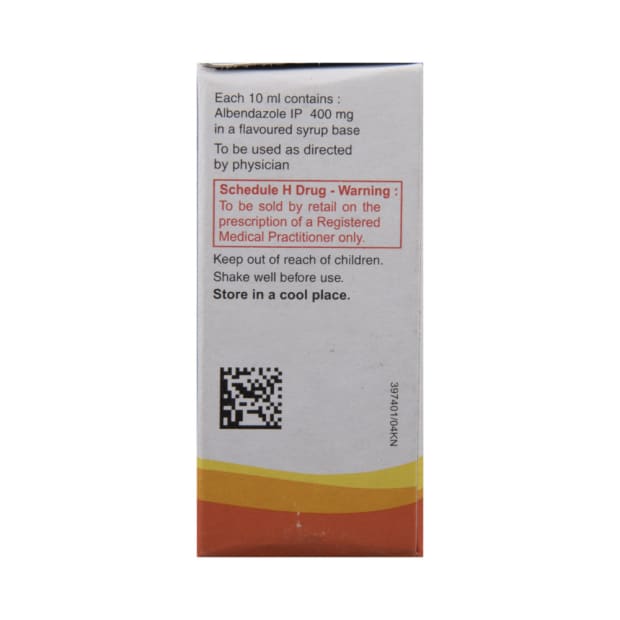 Each 10 ml contains :
Albendazole IP 400 mg
in a flavoured syrup base
To be used as directed
by physician
Schedule H Drug - Warning :
To be sold by retail on the
prescription of a Registered
Medical Practitioner only.
Keep out of reach of children.
Shake well before use.
Store in a cool place.
397401/04KN